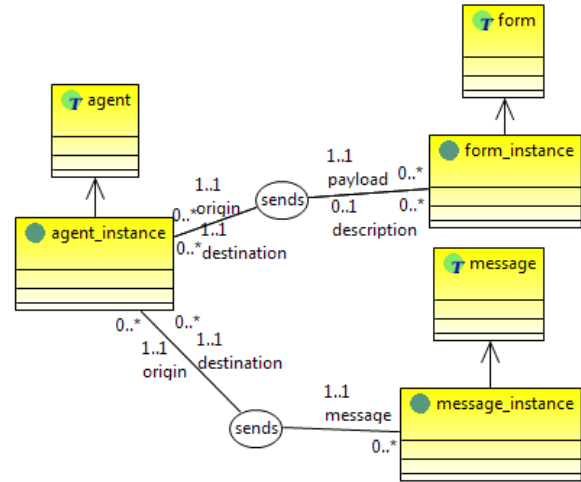 T form
T agent
form_instance
1..1
payload
0..*
1..1
origin
sends
0..*
0..1
description
0..*
agent_instance
0..*
1..1
destination
T message
0..*
0..*
1..1
origin
1..1
destination
1..1
message
message_instance
sends
0..*